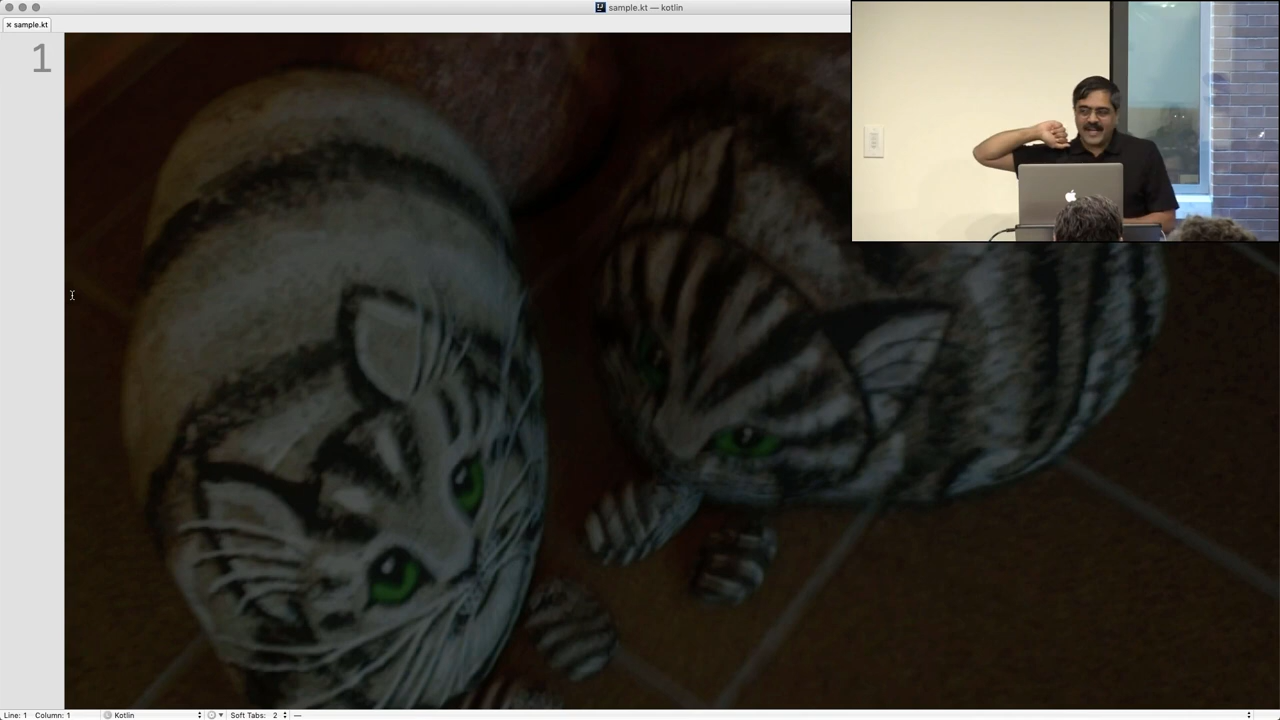 sample.kt — kotlin
× sample.kt
1
Line: 1 Column: 1
Kotlin
Soft Tabs: 2
—